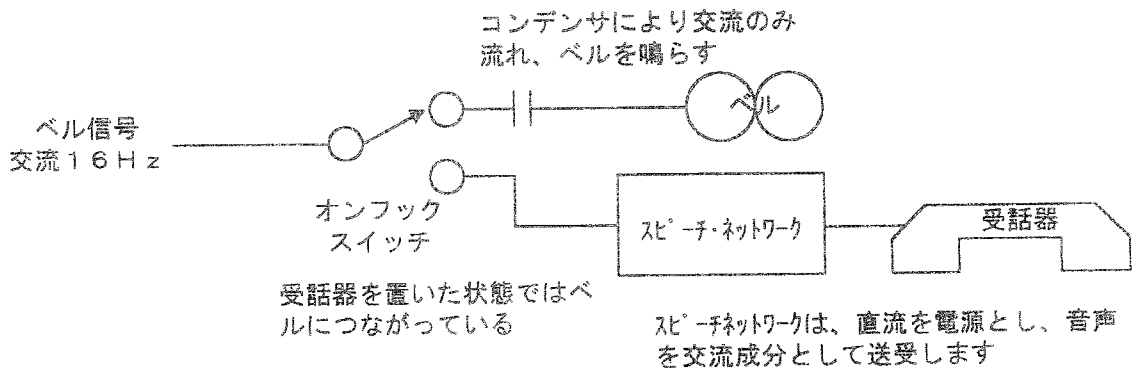 コンデンサにより交流のみ
流れ、ベルを鳴らす
ベル
ベル信号
交流16Hz
オンフック
スイッチ
スピーチ・ネットワーク
受話器
受話器を置いた状態ではベ
ルにつながっている
スピーチネットワークは、直流を電源とし、音声
を交流成分として送受します